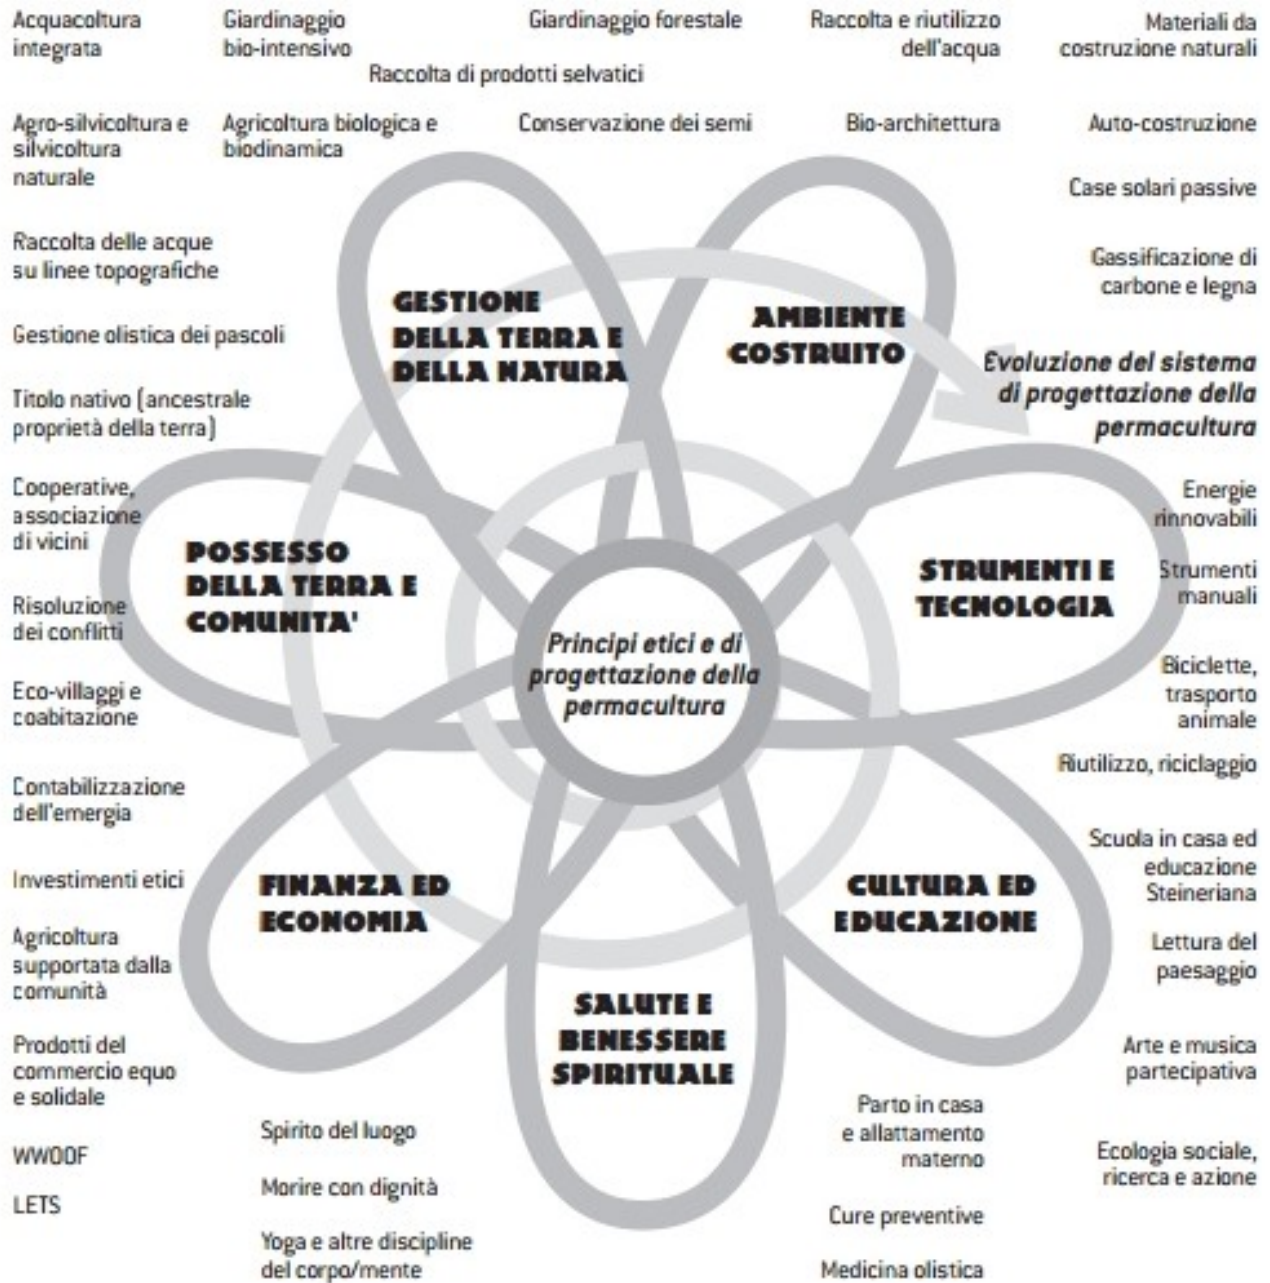 Acquacoltura
integrata
Giardinaggio
bio-intensivo
Giardinaggio forestale
Raccolta e riutilizzo
dell'acqua
Materiali da
costruzione naturali
Raccolta di prodotti selvatici
Agro-silvicoltura e
silvicoltura
naturale
Agricoltura biologica e
biodinamica
Conservazione dei semi
Bio-architettura
Auto-costruzione
Case solari passive
Raccolta delle acque
su linee topografiche
Gassificazione di
carbone e legna
GESTIONE
DELLA TERRA E
DELLA NATURA
AMBIENTE
COSTRUITO
Gestione olistica dei pascoli
Evoluzione del sistema
di progettazione della
permacultura
Titolo nativo (ancestrale
proprietà della terra)
Cooperative,
associazione
di vicini
Energie
rinnovabili
POSSESSO
DELLA TERRA E
COMUNITA'
STRUMENTI E
TECNOLOGIA
Strumenti
manuali
Risoluzione
dei conflitti
Principi etici e di
progettazione della
permacultura
Biciclette,
trasporto
animale
Eco-villaggi e
coabitazione
Riutilizzo, riciclaggio
Contabilizzazione
dell'emergia
Scuola in casa ed
educazione
Steineriana
Investimenti etici
FINANZA ED
ECONOMIA
CULTURA ED
EDUCAZIONE
Agricoltura
supportata dalla
comunità
Lettura del
paesaggio
SALUTE E
BENESSERE
SPIRITUALE
Prodotti del
commercio equo
e solidale
Arte e musica
partecipativa
Spirito del luogo
Parto in casa
e allattamento
materno
WWOOF
Ecologia sociale,
ricerca e azione
Morire con dignità
LETS
Cure preventive
Yoga e altre discipline
del corpo/mente
Medicina olistica